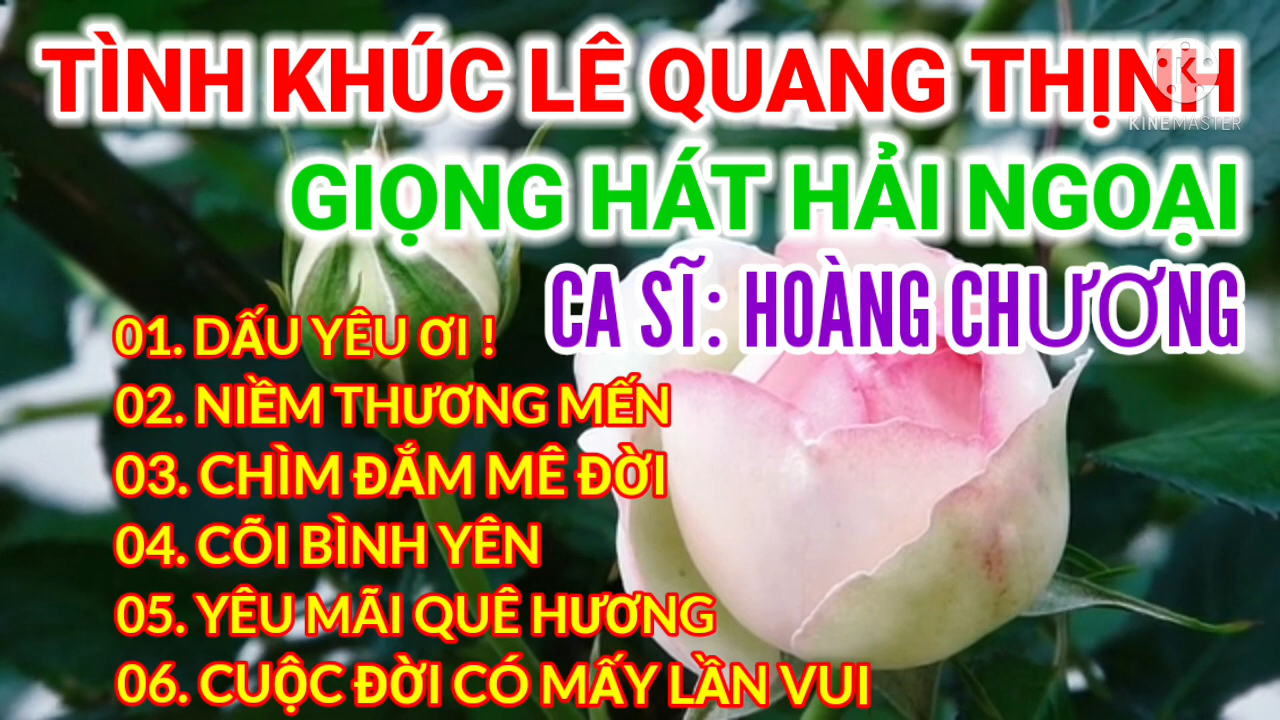 TÌNH KHÚC LÊ QUANG THỊNH
KINEMASTER
GIỌNG HÁT HẢI NGOẠI
CA SĨ: HOÀNG CHƯƠNG
01. DẤU YÊU ƠI !
02. NIỀM THƯƠNG MẾN
03. CHÌM ĐẮM MÊ ĐỜI
04. CÕI BÌNH YÊN
05. YÊU MÃI QUÊ HƯƠNG
06. CUỘC ĐỜI CÓ MẤY LẦN VUI